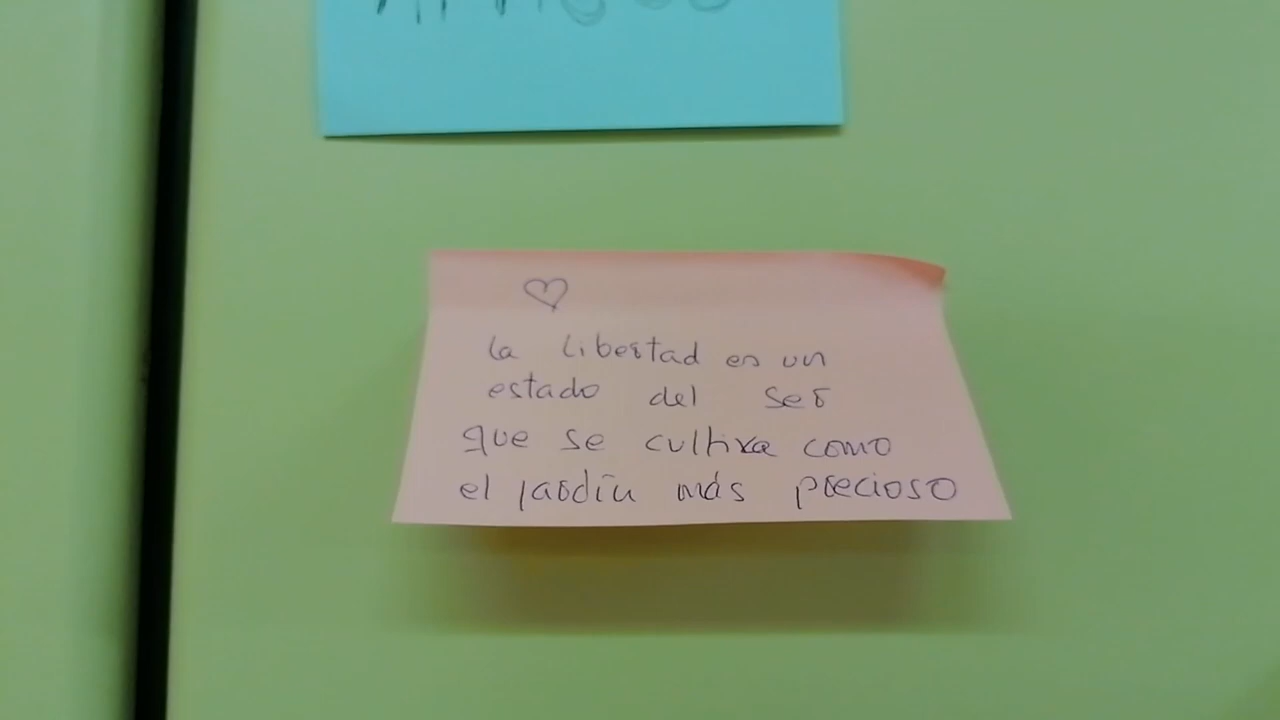 la libertad es un
estado del ser
que se cultiva como
el jardín más precioso